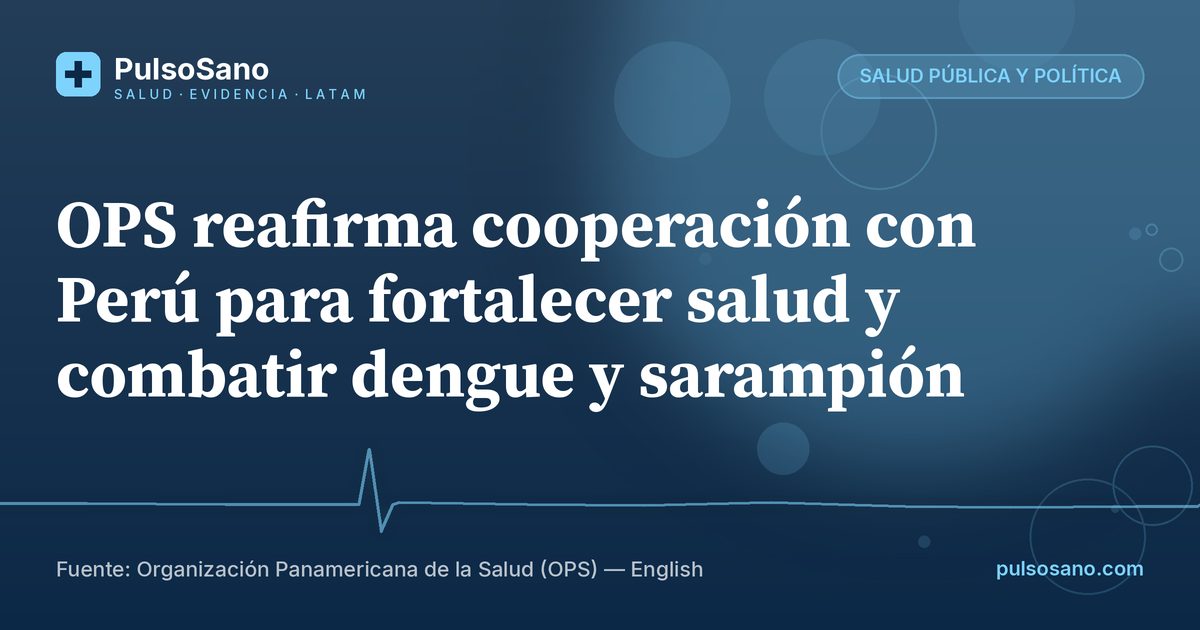 PulsoSano
SALUD · EVIDENCIA · LATAM
SALUD PÚBLICA Y POLÍTICA
OPS reafirma cooperación con
Perú para fortalecer salud y
combatir dengue y sarampión
Fuente: Organización Panamericana de la Salud (OPS) — English
pulsosano.com